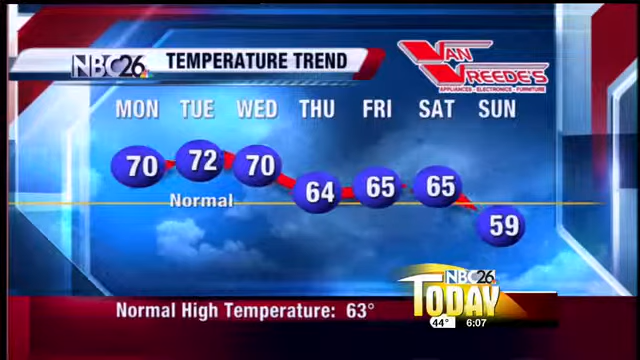 NBC26 TEMPERATURE TREND
VAN VREEDE'S
APPLIANCES - ELECTRONICS - FURNITURE
MON TUE WED THU FRI SAT SUN
70 72 70 64 65 65 59
Normal
NBC26
TODAY
Normal High Temperature: 63°
44° 6:07